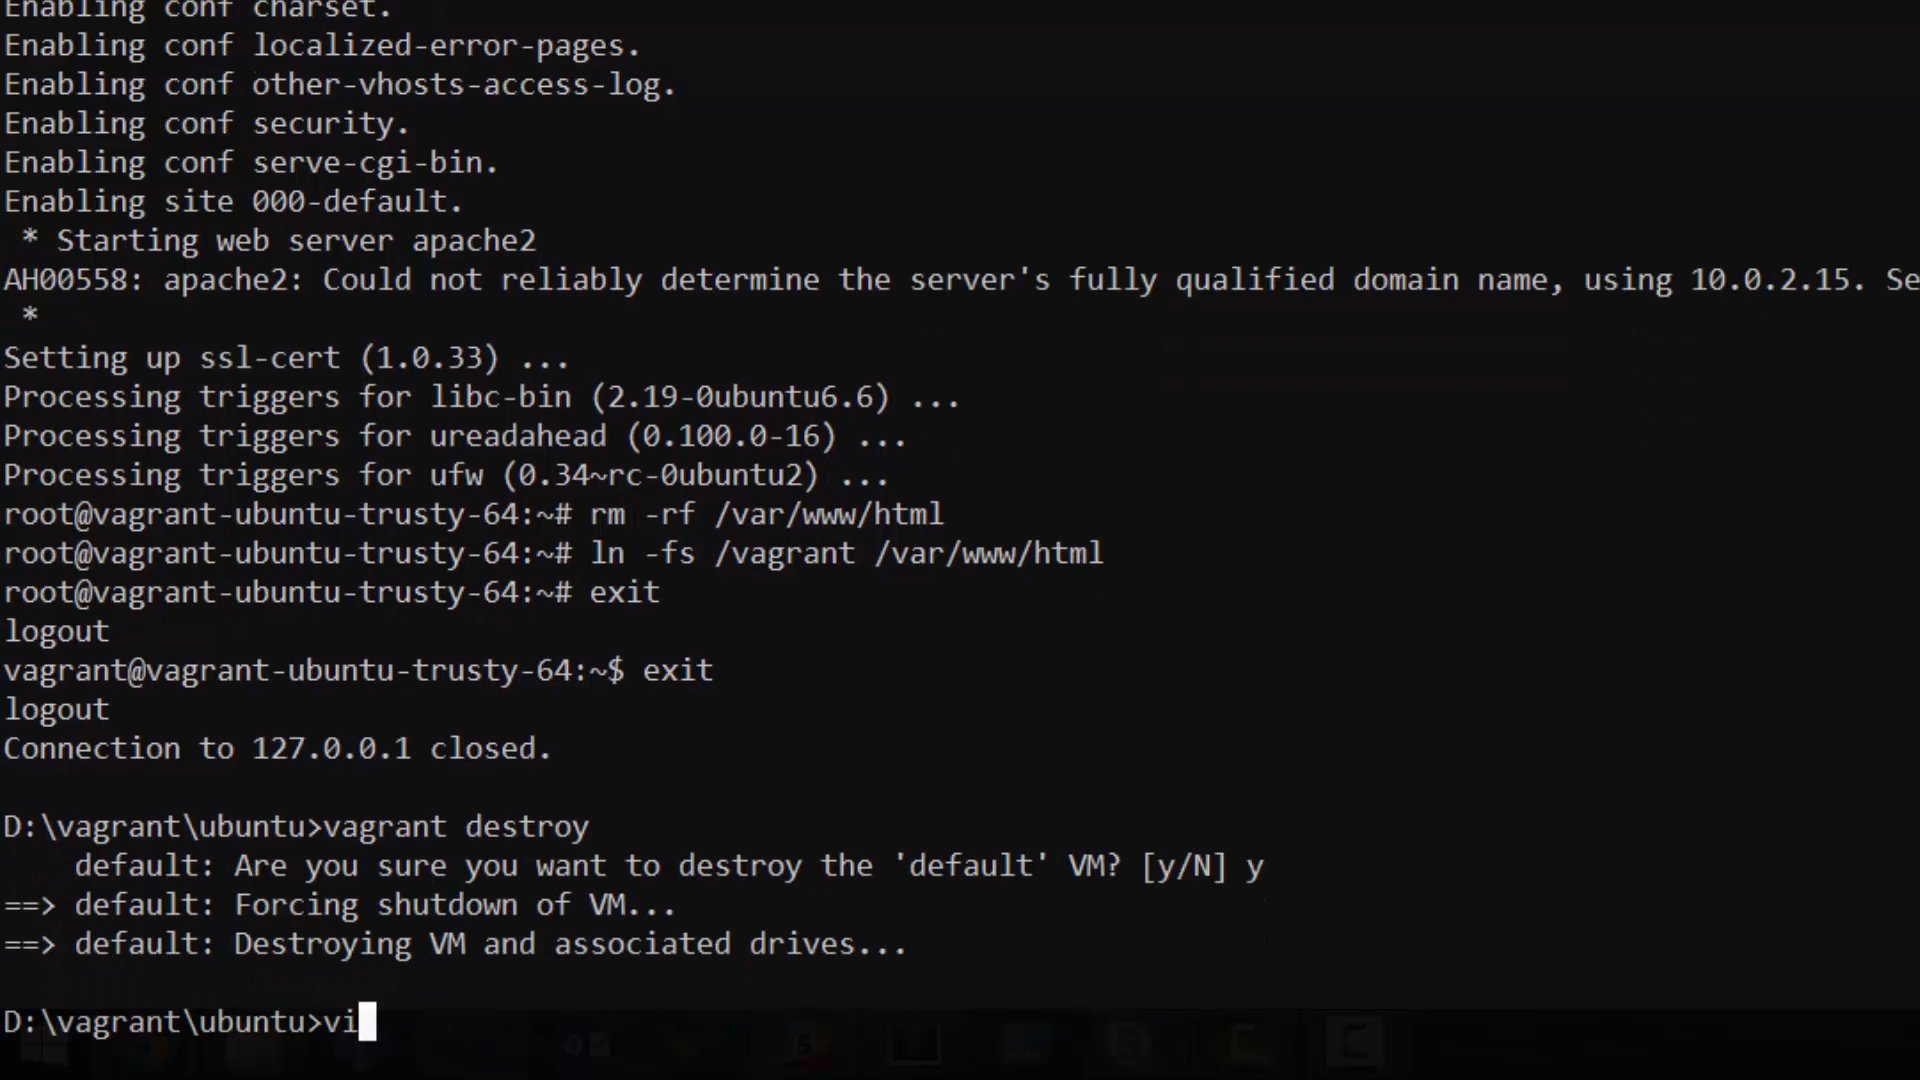 Enabling conf charset.
Enabling conf localized-error-pages.
Enabling conf other-vhosts-access-log.
Enabling conf security.
Enabling conf serve-cgi-bin.
Enabling site 000-default.
 * Starting web server apache2
AH00558: apache2: Could not reliably determine the server's fully qualified domain name, using 10.0.2.15. Se
 *
Setting up ssl-cert (1.0.33) ...
Processing triggers for libc-bin (2.19-0ubuntu6.6) ...
Processing triggers for ureadahead (0.100.0-16) ...
Processing triggers for ufw (0.34~rc-0ubuntu2) ...
root@vagrant-ubuntu-trusty-64:~# rm -rf /var/www/html
root@vagrant-ubuntu-trusty-64:~# ln -fs /vagrant /var/www/html
root@vagrant-ubuntu-trusty-64:~# exit
logout
vagrant@vagrant-ubuntu-trusty-64:~$ exit
logout
Connection to 127.0.0.1 closed.
D:\vagrant\ubuntu>vagrant destroy
    default: Are you sure you want to destroy the 'default' VM? [y/N] y
==> default: Forcing shutdown of VM...
==> default: Destroying VM and associated drives...
D:\vagrant\ubuntu>vi